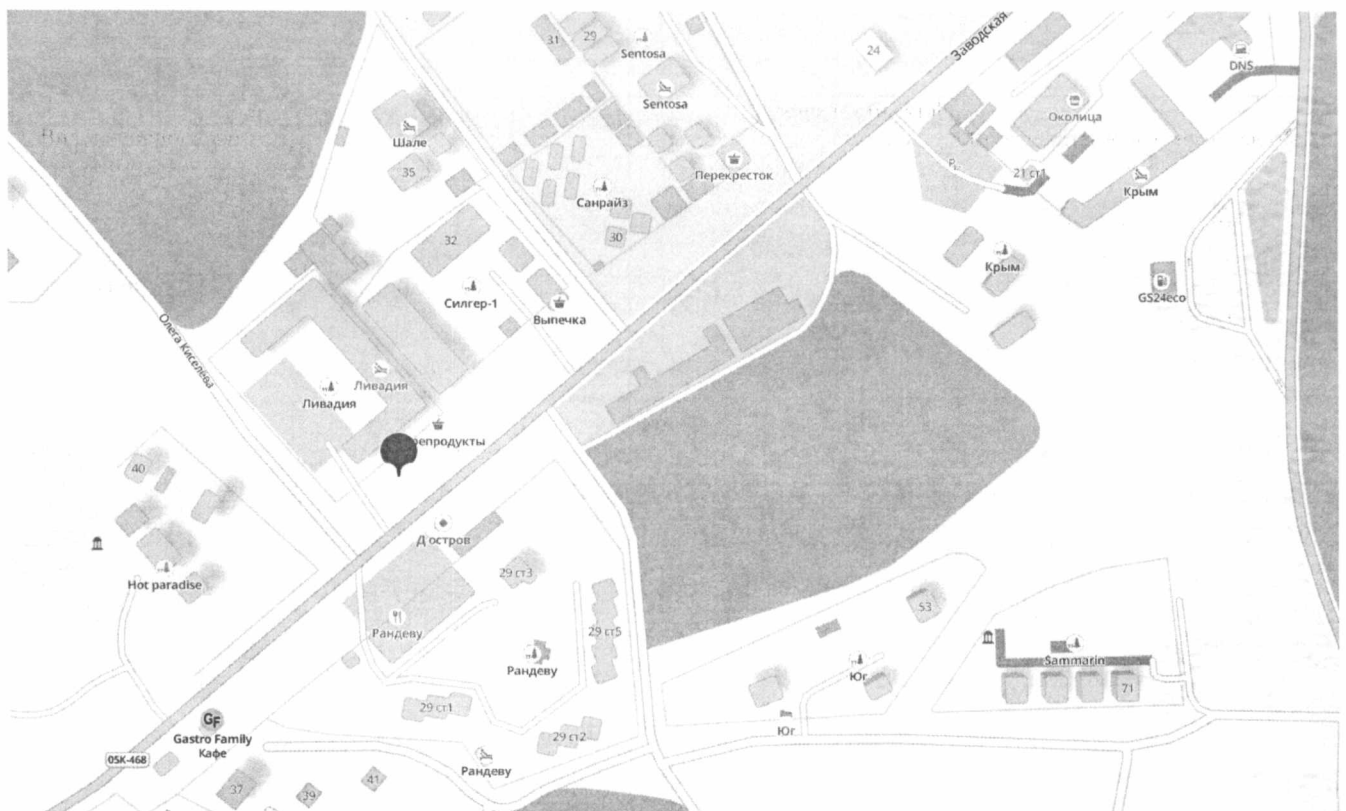 31
29
Sentosa
Sentosa
24
Заводская
DNS
Околица
21 ст1
Крым
Шале
35
Перекресток
Санрайз
30
32
Силгер-1
Выпечка
Крым
GS24eco
Олега Киселёва
Ливадия
Ливадия
репродукты
40
Hot paradise
Д'остров
29 ст3
Рандеву
29 ст5
Рандеву
53
Sammarin
71
Юг
Юг
29 ст1
29 ст2
Рандеву
GF
Gastro Family
Кафе
05К-468
37
39
41